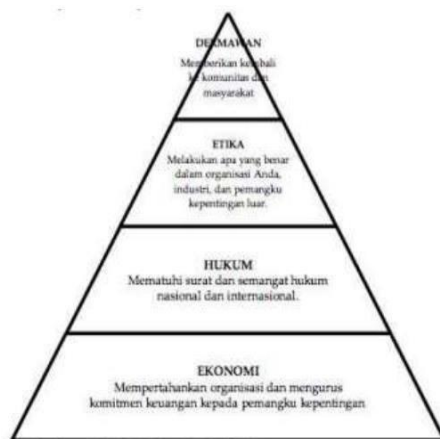 DERMAWAN
Memberikan kembali
ke komunitas dan
masyarakat
ETIKA
Melakukan apa yang benar
dalam organisasi Anda,
industri, dan pemangku
kepentingan luar.
HUKUM
Mematuhi surat dan semangat hukum
nasional dan internasional.
EKONOMI
Mempertahankan organisasi dan mengurus
komitmen keuangan kepada pemangku kepentingan